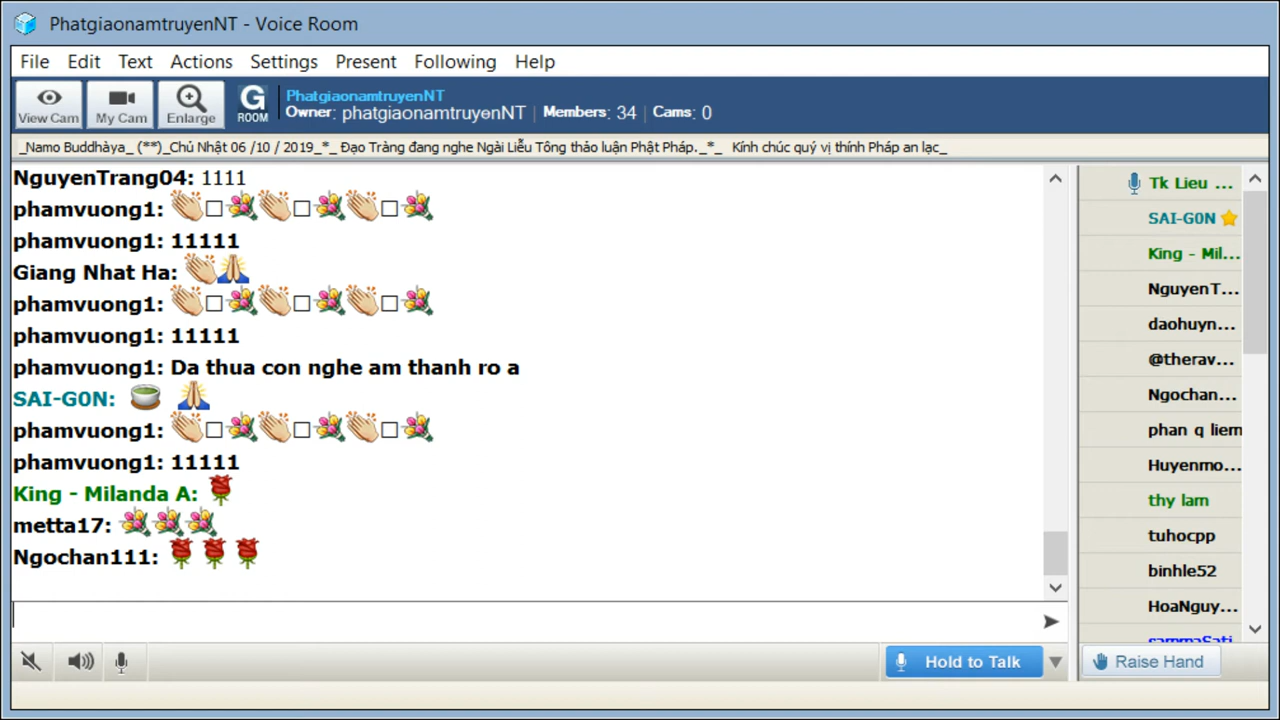 PhatgiaonamtruyenNT - Voice Room
File Edit Text Actions Settings Present Following Help
View Cam My Cam Enlarge G ROOM
PhatgiaonamtruyenNT
Owner: phatgiaonamtruyenNT | Members: 34 | Cams: 0
_Namo Buddhàya_ (**)_Chủ Nhật 06 /10 / 2019_*_ Đạo Tràng đang nghe Ngài Liễu Tông thảo luận Phật Pháp._*_ Kính chúc quý vị thính Pháp an lạc_
NguyenTrang04: 1111
phamvuong1: 👏□💐👏□💐👏□💐
phamvuong1: 11111
Giang Nhat Ha: 👏🙏
phamvuong1: 👏□💐👏□💐👏□💐
phamvuong1: 11111
phamvuong1: Da thua con nghe am thanh ro a
SAI-G0N: 🍵 🙏
phamvuong1: 👏□💐👏□💐👏□💐
phamvuong1: 11111
King - Milanda A: 🌹
metta17: 💐💐💐
Ngochan111: 🌹🌹🌹
Tk Lieu ...
SAI-G0N
King - Mil...
NguyenT...
daohuyn...
@therav...
Ngochan...
phan q liem
Huyenmo...
thy lam
tuhocpp
binhle52
HoaNguy...
sammaSati
Hold to Talk
Raise Hand